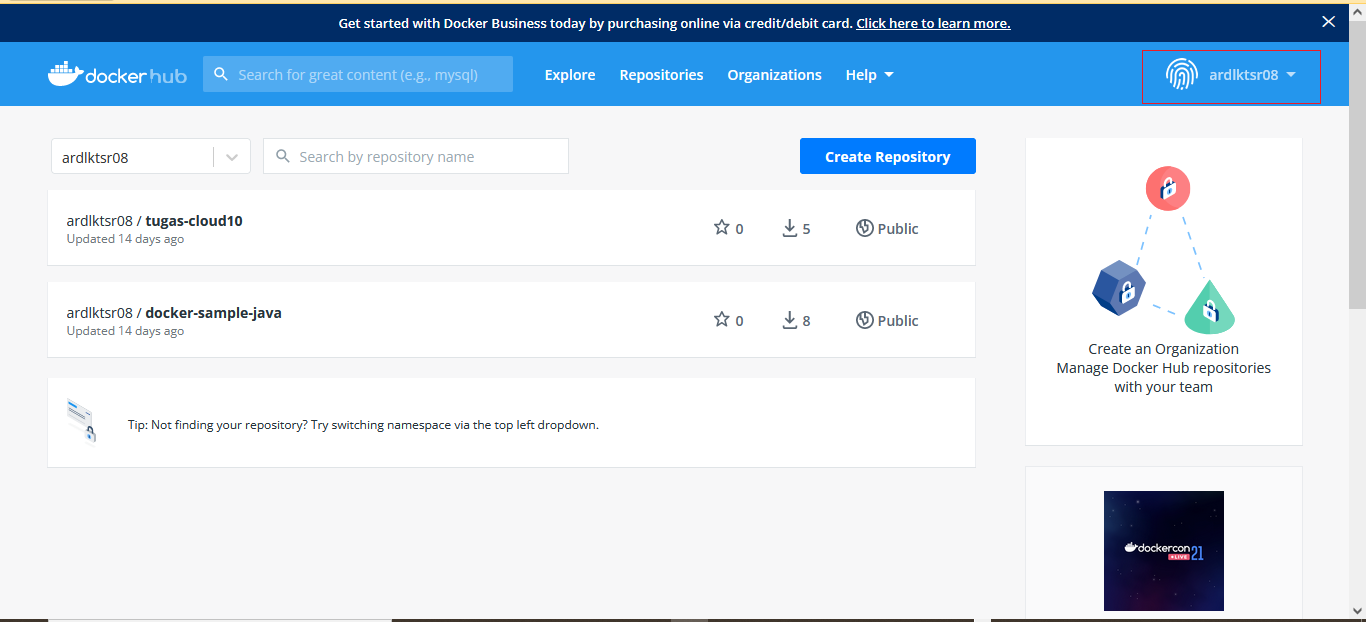 Get started with Docker Business today by purchasing online via credit/debit card. Click here to learn more.
dockerhub
Search for great content (e.g., mysql)
Explore
Repositories
Organizations
Help
ardlktsr08
ardlktsr08
Search by repository name
Create Repository
ardlktsr08 / tugas-cloud10
Updated 14 days ago
0
5
Public
ardlktsr08 / docker-sample-java
Updated 14 days ago
0
8
Public
Tip: Not finding your repository? Try switching namespace via the top left dropdown.
Create an Organization
Manage Docker Hub repositories
with your team
dockercon
LIVE
21